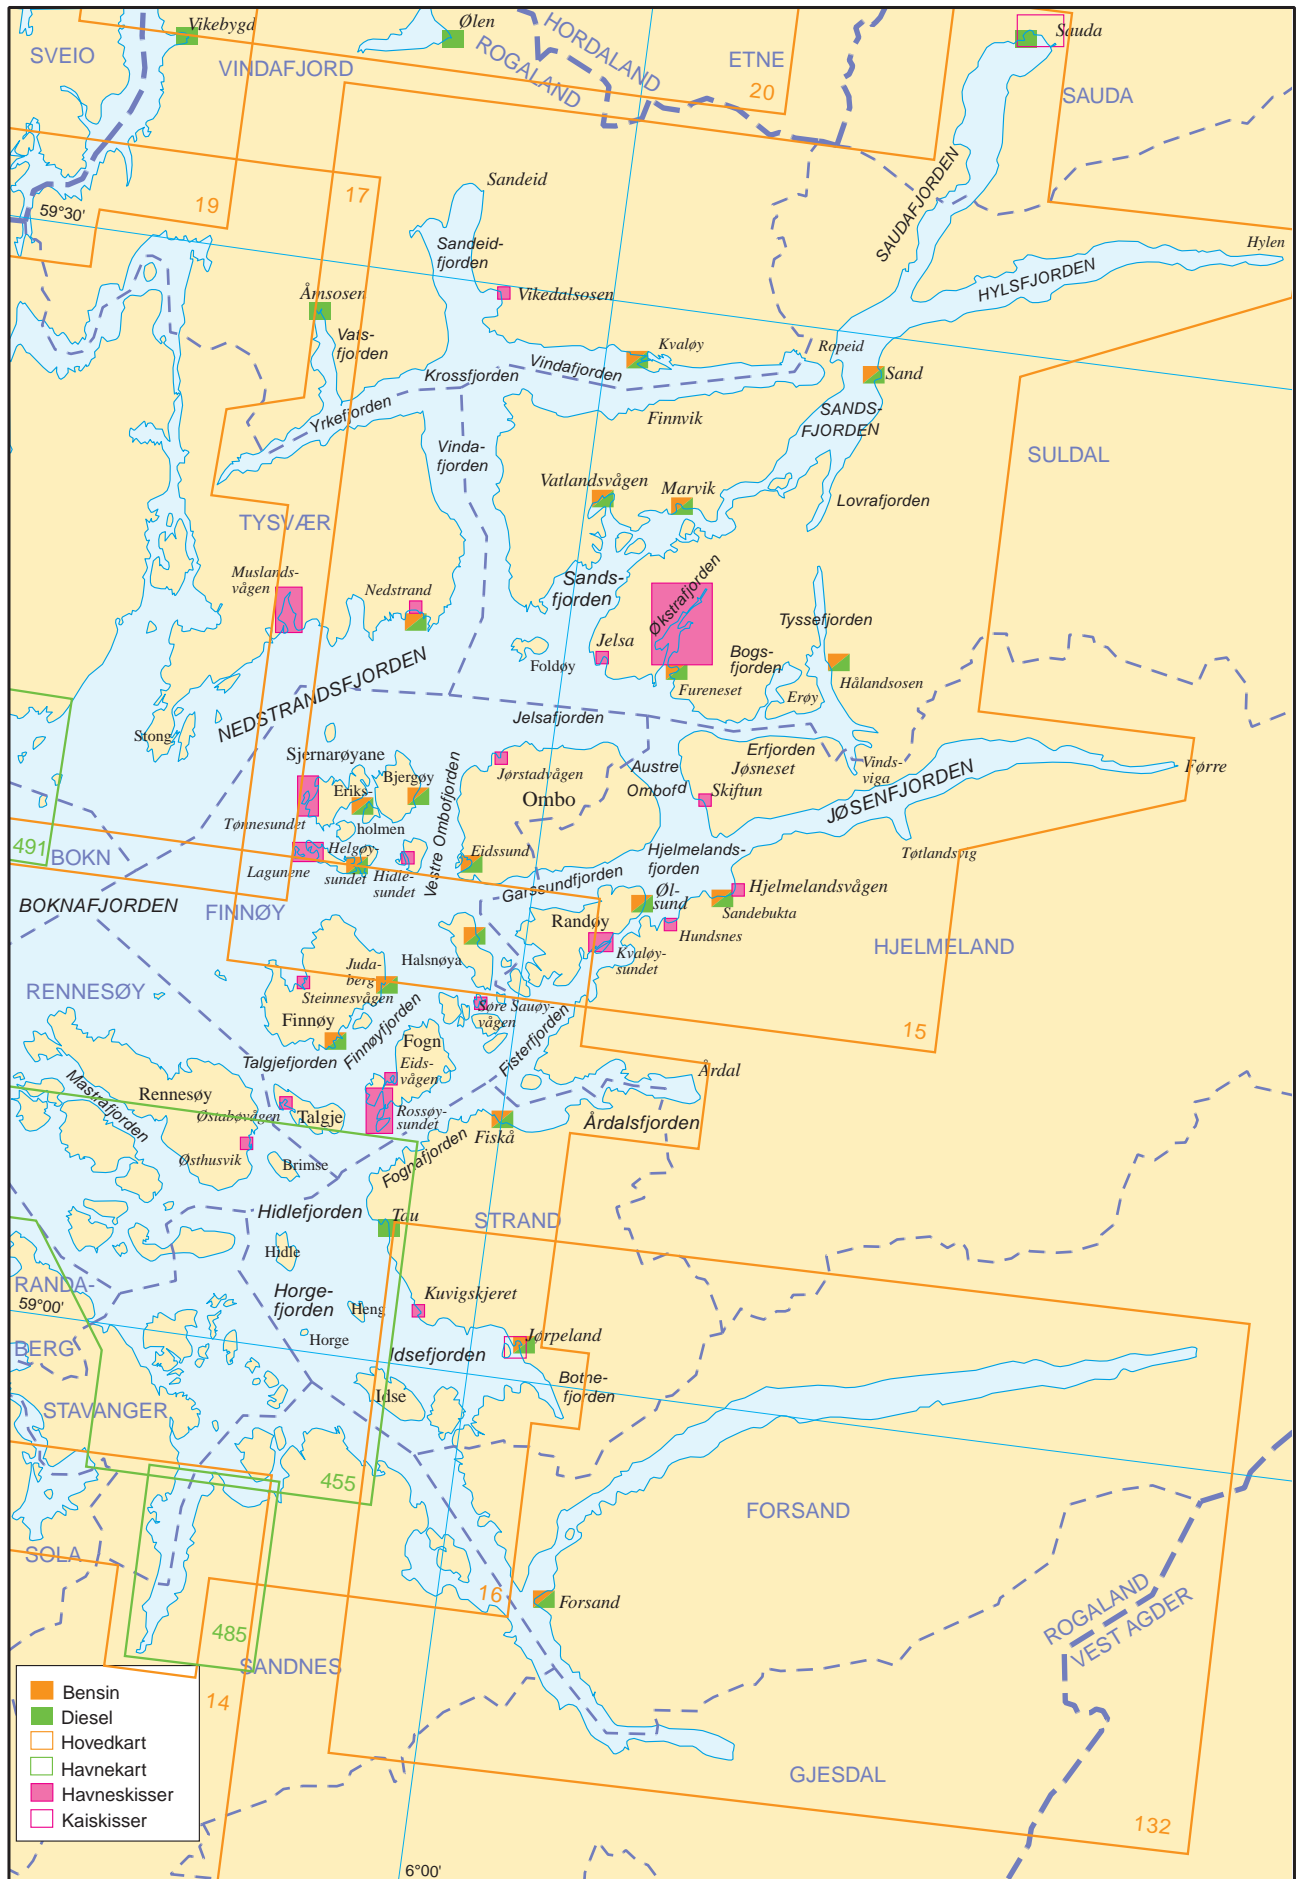 Vikebygd
Ølen
HORDALAND
ROGALAND
ETNE
Sauda
SVEIO
VINDAFJORD
20
SAUDA
19
17
59°30'
Sandeid
SAUDAFJORDEN
Sandeid-
fjorden
Hylen
HYLSFJORDEN
Åmsosen
Vikedalsosen
Vats-
fjorden
Kvaløy
Ropeid
Vindafjorden
Krossfjorden
Sand
Yrkefjorden
Finnvik
SANDS-
FJORDEN
Vinda-
fjorden
SULDAL
Vatlandsvågen
Marvik
Lovrafjorden
TYSVÆR
Muslands-
vågen
Nedstrand
Sands-
fjorden
Økstrafjorden
Tyssefjorden
Jelsa
Bogs-
fjorden
Foldøy
Fureneset
Hålandsosen
Erøy
NEDSTRANDSFJORDEN
Jelsafjorden
Stong
Sjernarøyane
Erfjorden
Jøsneset
Vinds-
viga
Førre
Bjergøy
Jørstadvågen
Austre
Ombofd
Skiftun
Eriks-
holmen
Ombo
JØSENFJORDEN
Tønnesundet
Vestre Ombofjorden
491
BOKN
Helgøy-
sundet
Lagunene
Hidle-
sundet
Eidssund
Hjelmelands-
fjorden
Tøtlandsvig
Garssundfjorden
Hjelmelandsvågen
BOKNAFJORDEN
FINNØY
Øl-
sund
Sandebukta
Randøy
Hundsnes
HJELMELAND
Kvaløy-
sundet
Halsnøya
Juda-
berg
RENNESØY
Steinnesvågen
Søre Sauøy-
vågen
Finnøy
15
Finnøyfjorden
Fogn
Talgjefjorden
Fisterfjorden
Eids-
vågen
Årdal
Mastrafjorden
Rennesøy
Østabøvågen
Talgje
Rossøy-
sundet
Årdalsfjorden
Fiskå
Østhusvik
Brimse
Fognafjorden
Hidlefjorden
Tau
STRAND
Hidle
RANDA-
BERG
59°00'
Horge-
fjorden
Heng
Kuvigskjeret
Horge
Jørpeland
Idsefjorden
Botne-
fjorden
Idse
STAVANGER
455
FORSAND
SOLA
16
Forsand
ROGALAND
VEST AGDER
485
SANDNES
14
Bensin
Diesel
Hovedkart
Havnekart
Havneskisser
Kaiskisser
GJESDAL
132
6°00'